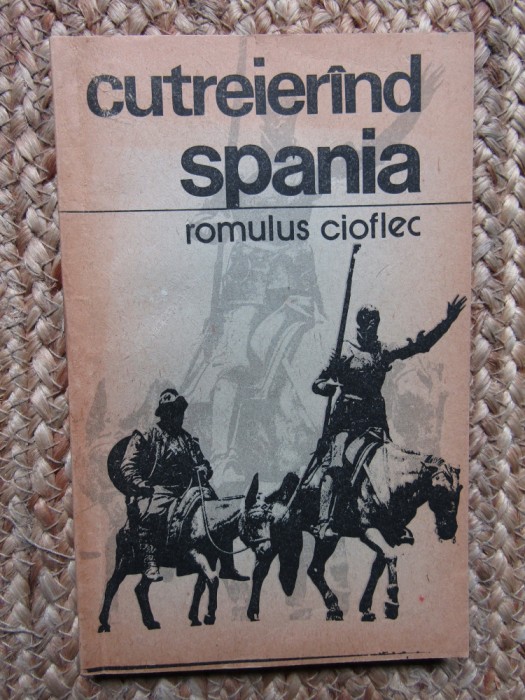 cutreierînd
spania
romulus cioflec